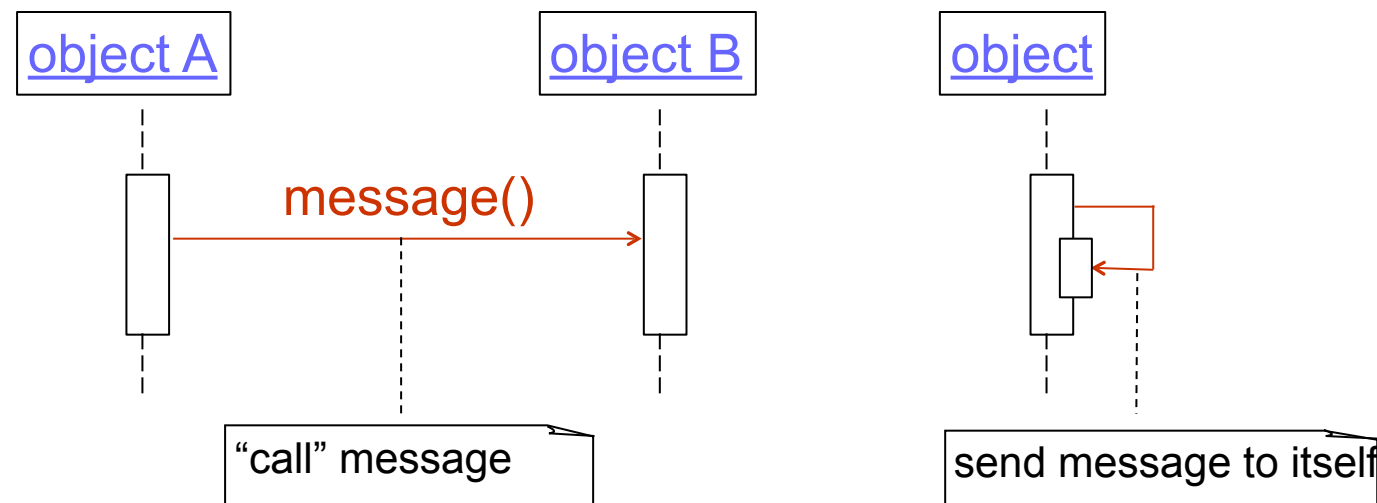 object A
object B
object
message()
“call” message
send message to itself